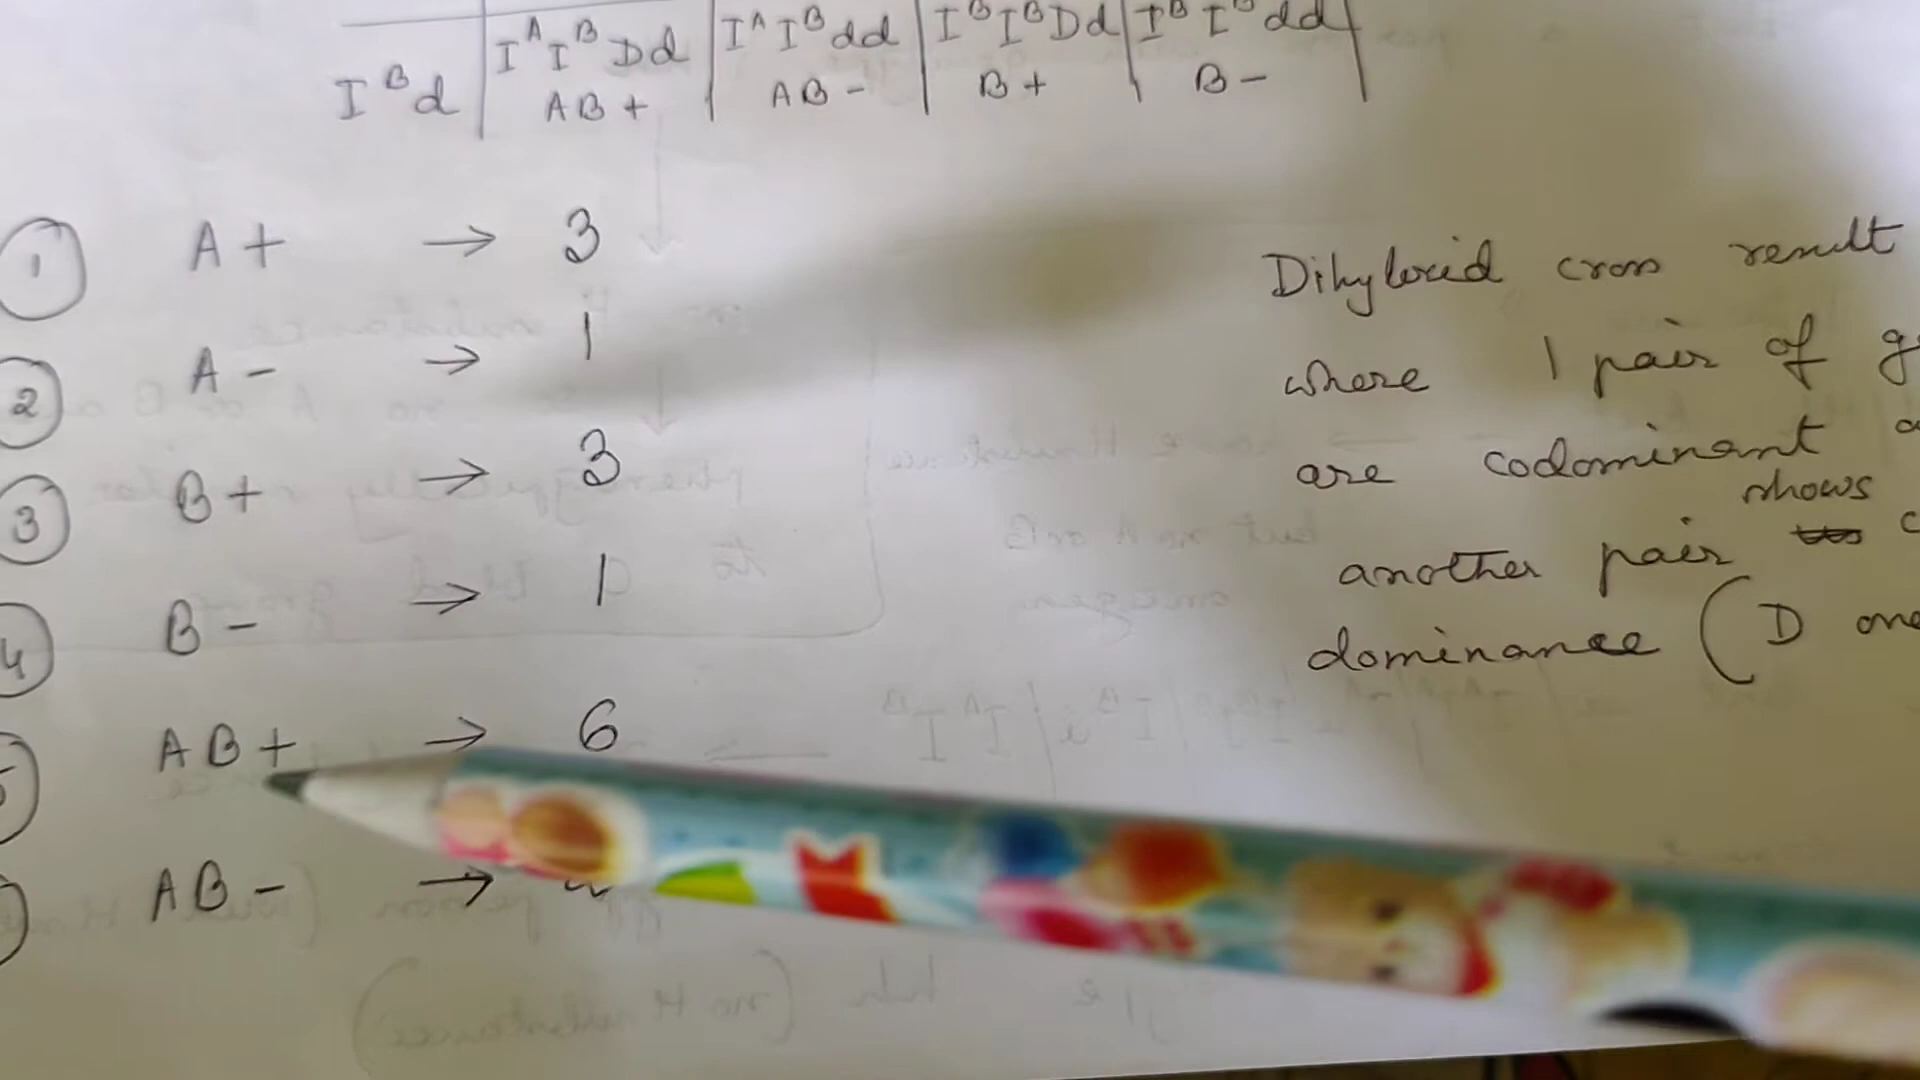 I^B d | I^A I^B Dd | I^A I^B dd | I^B I^B Dd | I^B I^B dd |
AB + | AB - | B + | B -
1 A+ → 3
2 A - → 1
3 B+ → 3
4 B - → 1
AB+ → 6
AB - →
Dihybrid cross result
where 1 pair of
are codominant
shows
another pair
dominance (D